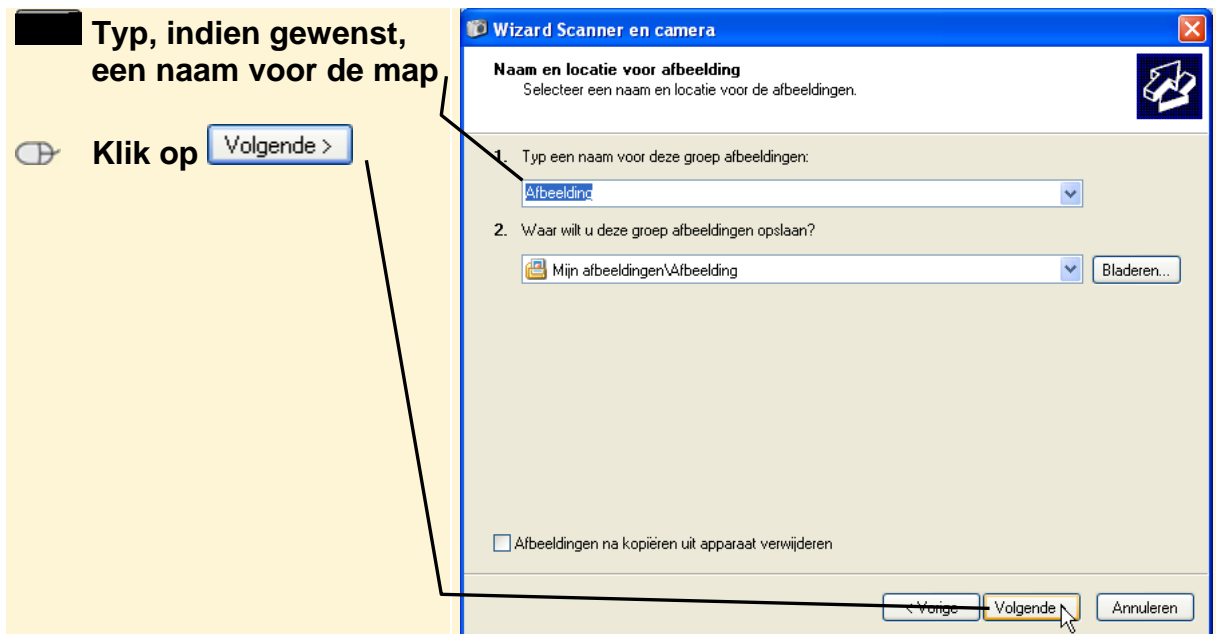 Typ, indien gewenst,
een naam voor de map
Klik op Volgende >
Wizard Scanner en camera
Naam en locatie voor afbeelding
Selecteer een naam en locatie voor de afbeeldingen.
1. Typ een naam voor deze groep afbeeldingen:
Afbeelding
2. Waar wilt u deze groep afbeeldingen opslaan?
Mijn afbeeldingen\Afbeelding
Bladeren...
Afbeeldingen na kopiëren uit apparaat verwijderen
< Vorige Volgende Annuleren